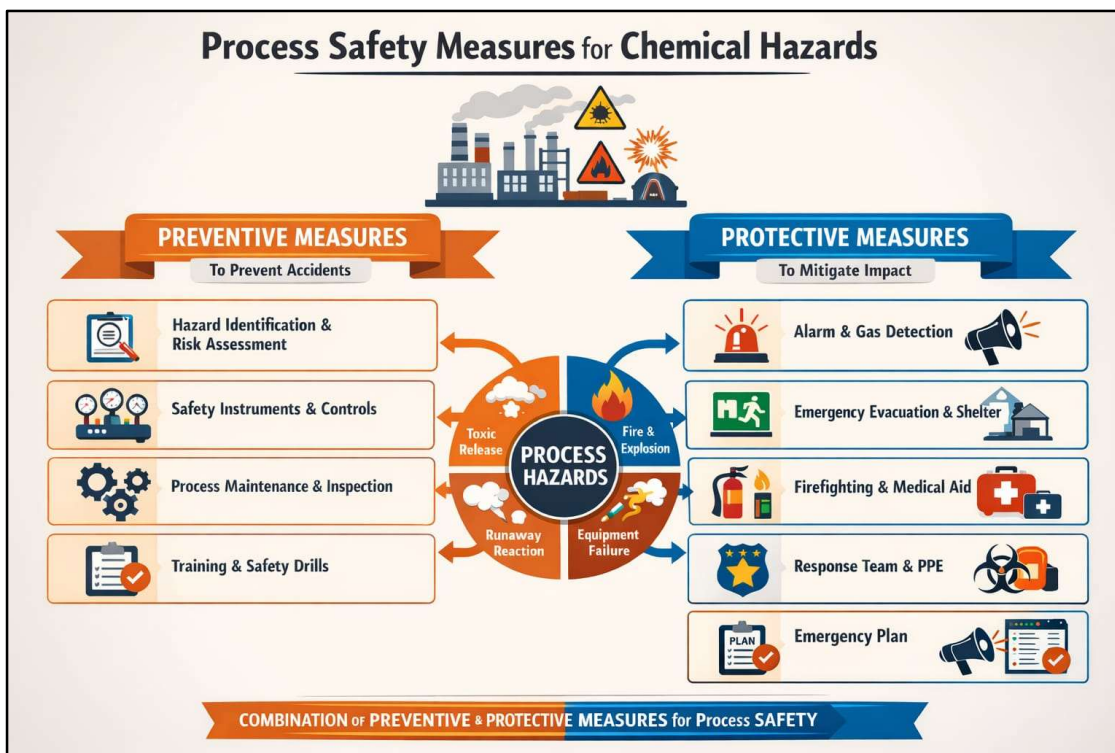 Process Safety Measures for Chemical Hazards
PREVENTIVE MEASURES
To Prevent Accidents
Hazard Identification &
Risk Assessment
Safety Instruments & Controls
Process Maintenance & Inspection
Training & Safety Drills
Toxic
Release
Fire &
Explosion
PROCESS
HAZARDS
Runaway
Reaction
Equipment
Failure
PROTECTIVE MEASURES
To Mitigate Impact
Alarm & Gas Detection
Emergency Evacuation & Shelter
Firefighting & Medical Aid
Response Team & PPE
PLAN
Emergency Plan
COMBINATION OF PREVENTIVE & PROTECTIVE MEASURES for Process SAFETY